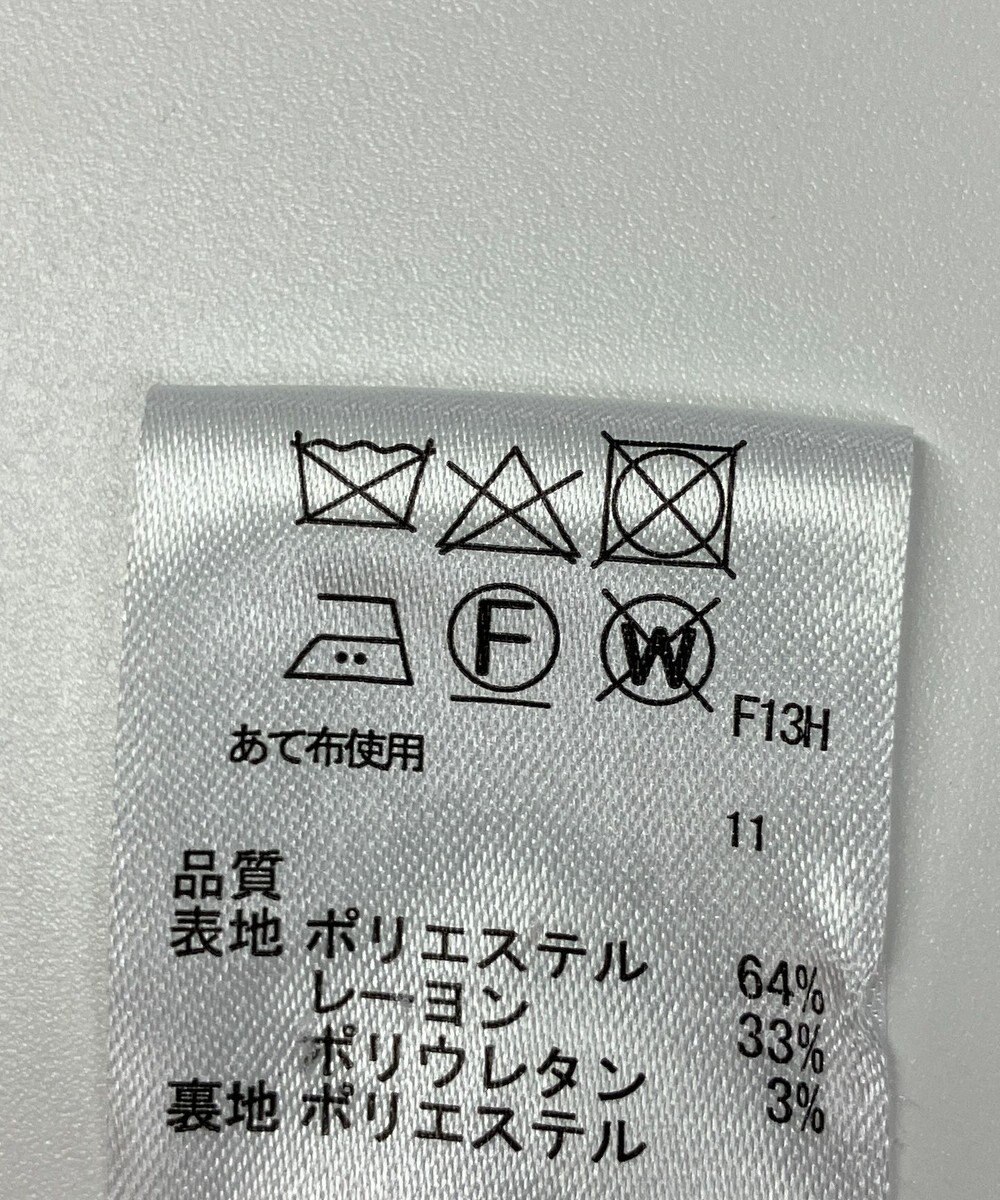 F W
F13H
あて布使用
11
品質
表地 ポリエステル 64%
レーヨン 33%
ポリウレタン 3%
裏地 ポリエステル